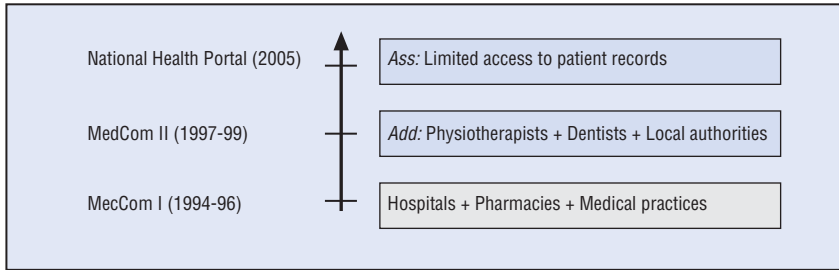 National Health Portal (2005)
Ass: Limited access to patient records
MedCom II (1997-99)
Add: Physiotherapists + Dentists + Local authorities
MecCom I (1994-96)
Hospitals + Pharmacies + Medical practices